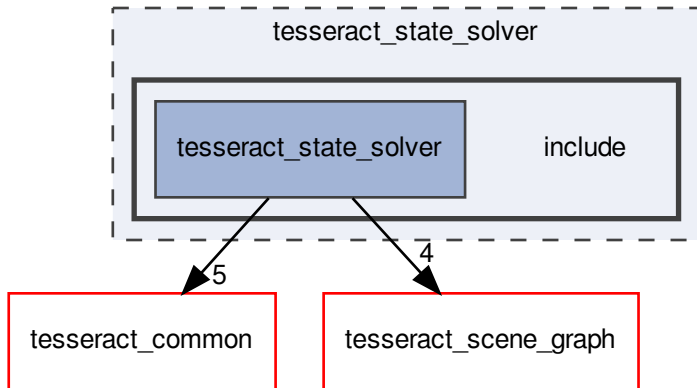 tesseract_state_solver
tesseract_state_solver
include
5
4
tesseract_common
tesseract_scene_graph